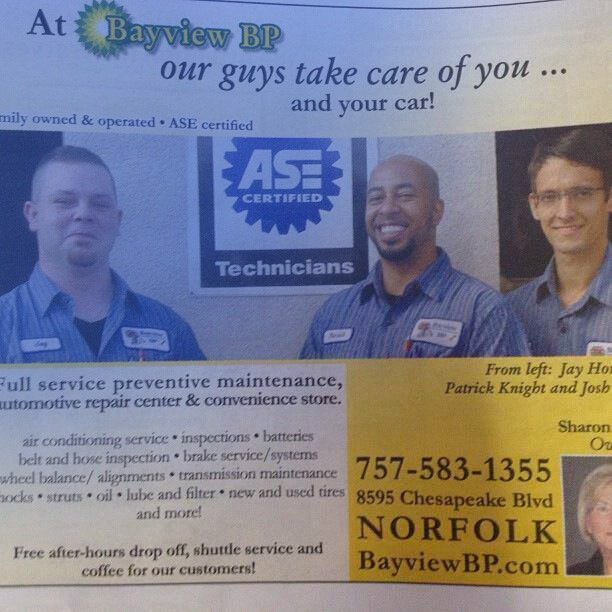 At Bayview BP
our guys take care of you ...
and your car!
mily owned & operated • ASE certified
ASE
CERTIFIED
Technicians
Full service preventive maintenance,
automotive repair center & convenience store.
air conditioning service • inspections • batteries
belt and hose inspection • brake service/systems
wheel balance/ alignments • transmission maintenance
hocks • struts • oil • lube and filter • new and used tires
and more!
Free after-hours drop off, shuttle service and
coffee for our customers!
From left: Jay Ho
Patrick Knight and Josh
Sharon
Ow
757-583-1355
8595 Chesapeake Blvd
NORFOLK
BayviewBP.com